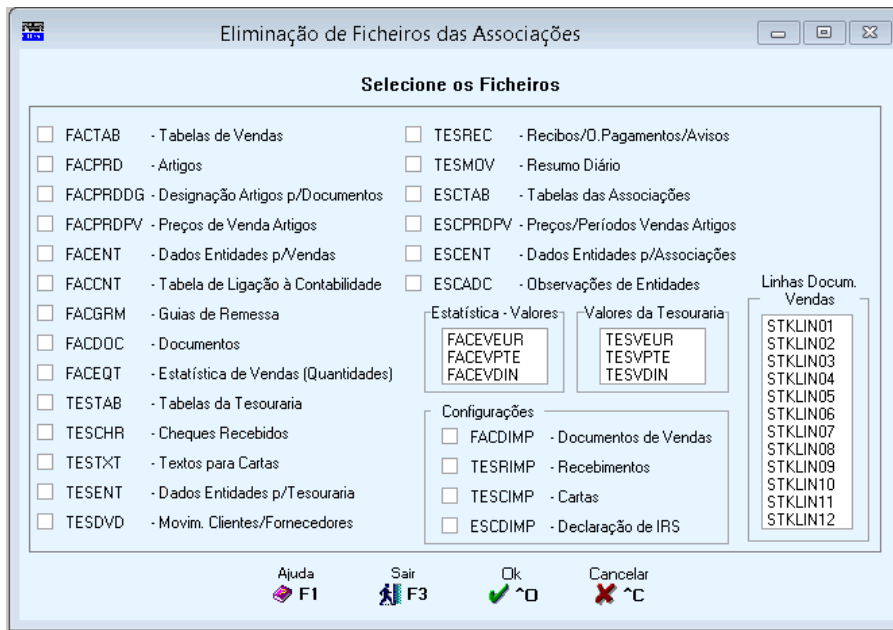 Eliminação de Ficheiros das Associações
Selecione os Ficheiros
FACTAB - Tabelas de Vendas
FACPRD - Artigos
FACPRDDG - Designação Artigos p/Documentos
FACPRDPV - Preços de Venda Artigos
FACENT - Dados Entidades p/Vendas
FACCNT - Tabela de Ligação à Contabilidade
FACGRM - Guias de Remessa
FACDOC - Documentos
FACEQT - Estatística de Vendas (Quantidades)
TESTAB - Tabelas da Tesouraria
TESCHR - Cheques Recebidos
TESTXT - Textos para Cartas
TESENT - Dados Entidades p/Tesouraria
TESDVD - Movim. Clientes/Fornecedores
TESREC - Recibos/O.Pagamentos/Avisos
TESMOV - Resumo Diário
ESCTAB - Tabelas das Associações
ESCPRDPV - Preços/Períodos Vendas Artigos
ESCENT - Dados Entidades p/Associações
ESCADC - Observações de Entidades
Estatística - Valores
FACEVEUR
FACEVPTE
FACEVDIN
Valores da Tesouraria
TESVEUR
TESVPTE
TESVDIN
Configurações
FACDIMP - Documentos de Vendas
TESRIMP - Recebimentos
TESCIMP - Cartas
ESCDIMP - Declaração de IRS
Linhas Docum.
Vendas
STKLIN01
STKLIN02
STKLIN03
STKLIN04
STKLIN05
STKLIN06
STKLIN07
STKLIN08
STKLIN09
STKLIN10
STKLIN11
STKLIN12
Ajuda
F1
Sair
F3
Ok
^O
Cancelar
^C